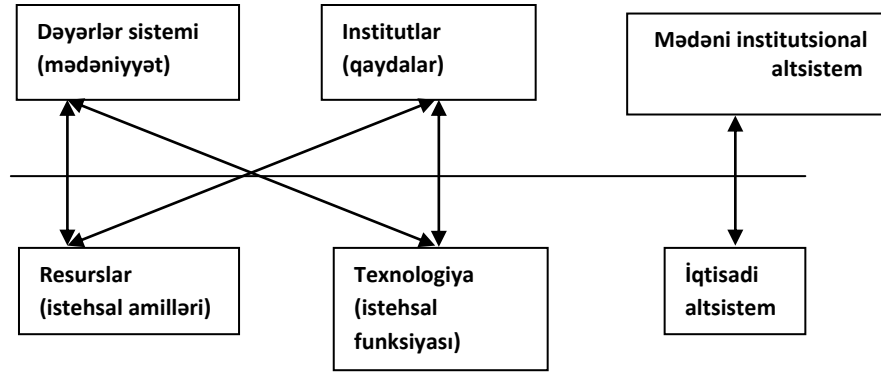 Dəyərlər sistemi
(mədəniyyət)
Institutlar
(qaydalar)
Mədəni institutsional
altsistem
Resurslar
(istehsal amilləri)
Texnologiya
(istehsal
funksiyası)
İqtisadi
altsistem